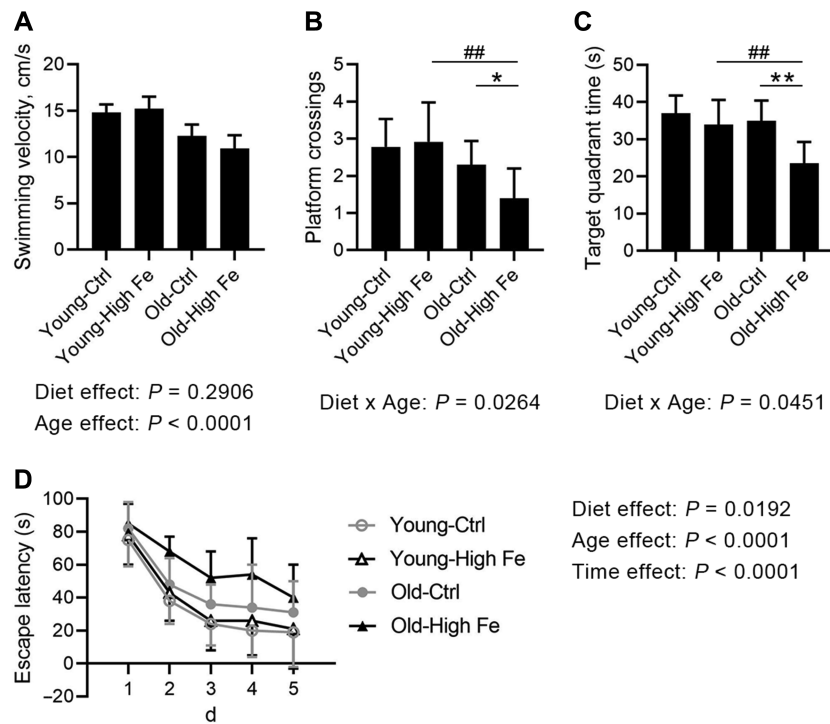 A
Swimming velocity, cm/s
20
15
10
5
0
Young-Ctrl
Young-High Fe
Old-Ctrl
Old-High Fe
Diet effect: P = 0.2906
Age effect: P < 0.0001
B
Platform crossings
5
4
3
2
1
0
##
*
Young-Ctrl
Young-High Fe
Old-Ctrl
Old-High Fe
Diet x Age: P = 0.0264
C
Target quadrant time (s)
50
40
30
20
10
0
##
**
Young-Ctrl
Young-High Fe
Old-Ctrl
Old-High Fe
Diet x Age: P = 0.0451
D
Escape latency (s)
100
80
60
40
20
0
−20
1 2 3 4 5
d
Young-Ctrl
Young-High Fe
Old-Ctrl
Old-High Fe
Diet effect: P = 0.0192
Age effect: P < 0.0001
Time effect: P < 0.0001